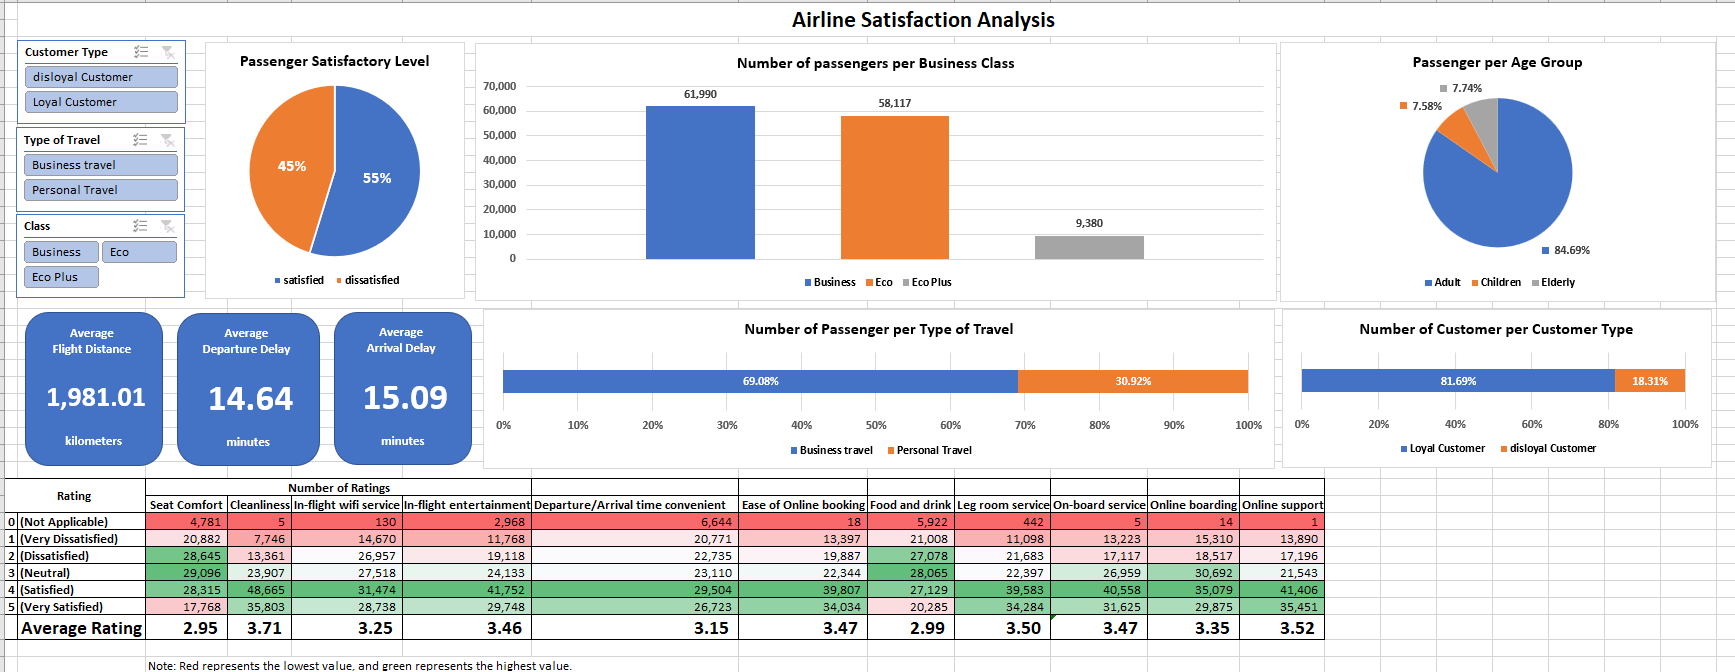 Airline Satisfaction Analysis
Customer Type
disloyal Customer
Loyal Customer
Type of Travel
Business travel
Personal Travel
Class
Business Eco
Eco Plus
Passenger Satisfactory Level
45%
55%
satisfied dissatisfied
Number of passengers per Business Class
70,000
60,000
50,000
40,000
30,000
20,000
10,000
0
61,990
58,117
9,380
Business Eco Eco Plus
Passenger per Age Group
7.74%
7.58%
84.69%
Adult Children Elderly
Average
Flight Distance
1,981.01
kilometers
Average
Departure Delay
14.64
minutes
Average
Arrival Delay
15.09
minutes
Number of Passenger per Type of Travel
69.08% 30.92%
0% 10% 20% 30% 40% 50% 60% 70% 80% 90% 100%
Business travel Personal Travel
Number of Customer per Customer Type
81.69% 18.31%
0% 20% 40% 60% 80% 100%
Loyal Customer disloyal Customer
Rating Number of Ratings
Seat Comfort Cleanliness In-flight wifi service In-flight entertainment Departure/Arrival time convenient Ease of Online booking Food and drink Leg room service On-board service Online boarding Online support
0 (Not Applicable) 4,781 5 130 2,968 6,644 18 5,922 442 5 14 1
1 (Very Dissatisfied) 20,882 7,746 14,670 11,768 20,771 13,397 21,008 11,098 13,223 15,310 13,890
2 (Dissatisfied) 28,645 13,361 26,957 19,118 22,735 19,887 27,078 21,683 17,117 18,517 17,196
3 (Neutral) 29,096 23,907 27,518 24,133 23,110 22,344 28,065 22,397 26,959 30,692 21,543
4 (Satisfied) 28,315 48,665 31,474 41,752 29,504 39,807 27,129 39,583 40,558 35,079 41,406
5 (Very Satisfied) 17,768 35,803 28,738 29,748 26,723 34,034 20,285 34,284 31,625 29,875 35,451
Average Rating 2.95 3.71 3.25 3.46 3.15 3.47 2.99 3.50 3.47 3.35 3.52
Note: Red represents the lowest value, and green represents the highest value.